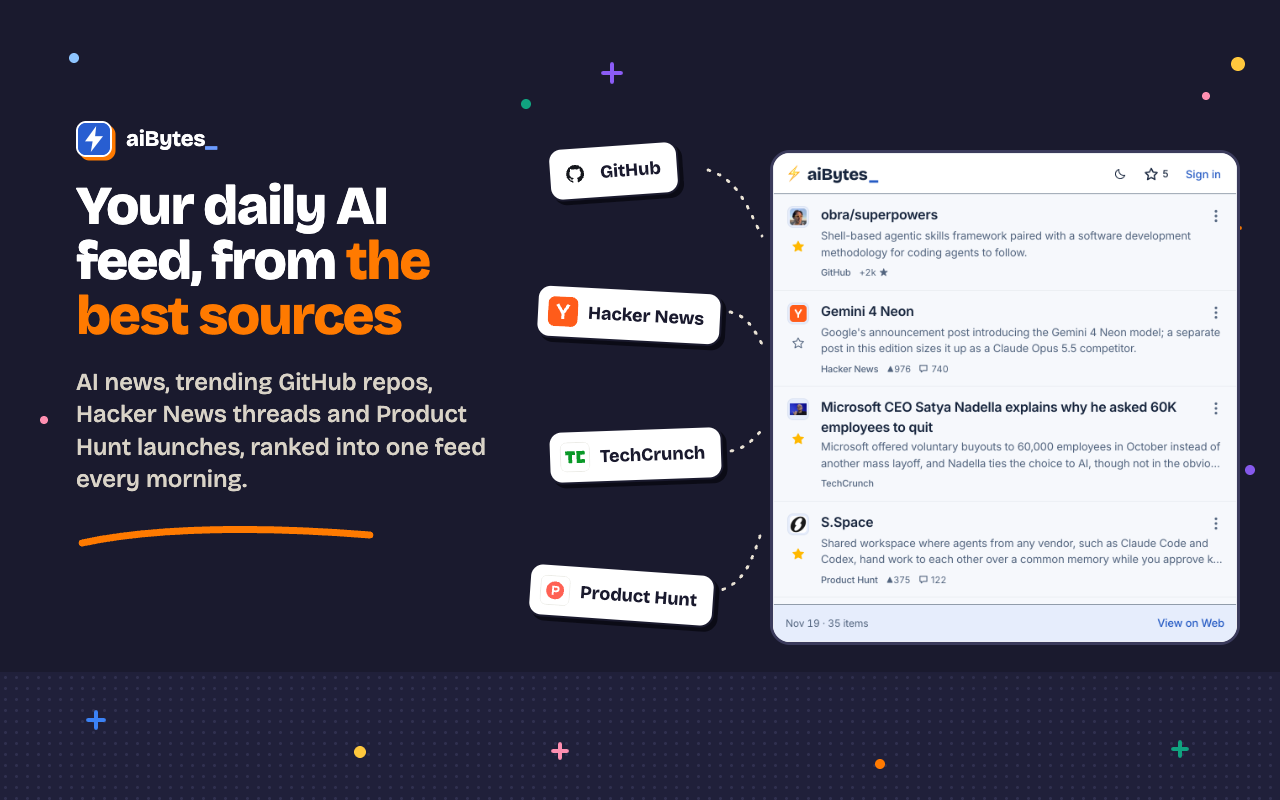 aiBytes_
Your daily AI
feed, from the
best sources
AI news, trending GitHub repos,
Hacker News threads and Product
Hunt launches, ranked into one feed
every morning.
GitHub
Hacker News
TechCrunch
Product Hunt
aiBytes_
5
Sign in
obra/superpowers
Shell-based agentic skills framework paired with a software development
methodology for coding agents to follow.
GitHub +2k ★
Gemini 4 Neon
Google's announcement post introducing the Gemini 4 Neon model; a separate
post in this edition sizes it up as a Claude Opus 5.5 competitor.
Hacker News ▲976 740
Microsoft CEO Satya Nadella explains why he asked 60K
employees to quit
Microsoft offered voluntary buyouts to 60,000 employees in October instead of
another mass layoff, and Nadella ties the choice to AI, though not in the obvio...
TechCrunch
S.Space
Shared workspace where agents from any vendor, such as Claude Code and
Codex, hand work to each other over a common memory while you approve k...
Product Hunt ▲375 122
Nov 19 · 35 items
View on Web